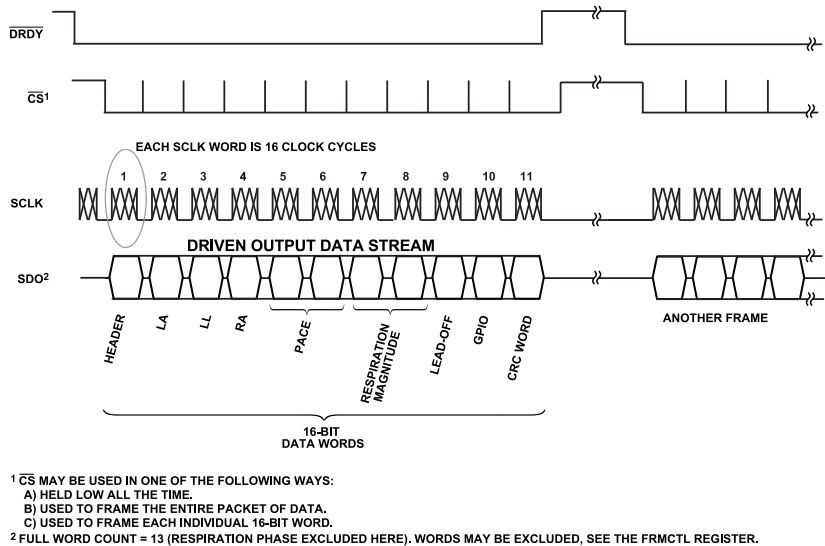 DRDY
CS1
EACH SCLK WORD IS 16 CLOCK CYCLES
1 2 3 4 5 6 7 8 9 10 11
SCLK
DRIVEN OUTPUT DATA STREAM
SDO2
HEADER
LA
LL
RA
PACE
RESPIRATION
MAGNITUDE
LEAD-OFF
GPIO
CRC WORD
ANOTHER FRAME
16-BIT
DATA WORDS
1 CS MAY BE USED IN ONE OF THE FOLLOWING WAYS:
A) HELD LOW ALL THE TIME.
B) USED TO FRAME THE ENTIRE PACKET OF DATA.
C) USED TO FRAME EACH INDIVIDUAL 16-BIT WORD.
2 FULL WORD COUNT = 13 (RESPIRATION PHASE EXCLUDED HERE). WORDS MAY BE EXCLUDED, SEE THE FRMCTL REGISTER.